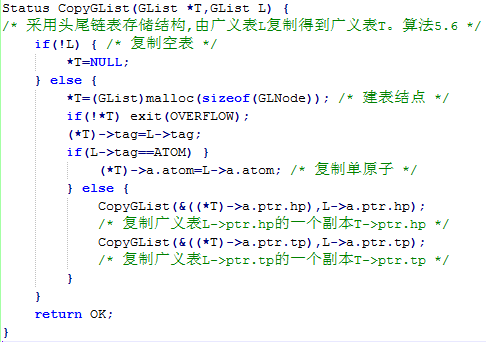 Status CopyGList(GList *T,GList L) {
/* 采用头尾链表存储结构,由广义表L复制得到广义表T。算法5.6 */
    if(!L) { /* 复制空表 */
        *T=NULL;
    } else {
        *T=(GList)malloc(sizeof(GLNode)); /* 建表结点 */
        if(!*T) exit(OVERFLOW);
        (*T)->tag=L->tag;
        if(L->tag==ATOM) }
            (*T)->a.atom=L->a.atom; /* 复制单原子 */
        } else {
            CopyGList(&((*T)->a.ptr.hp),L->a.ptr.hp);
            /* 复制广义表L->ptr.hp的一个副本T->ptr.hp */
            CopyGList(&((*T)->a.ptr.tp),L->a.ptr.tp);
            /* 复制广义表L->ptr.tp的一个副本T->ptr.tp */
        }
    }
    return OK;
}